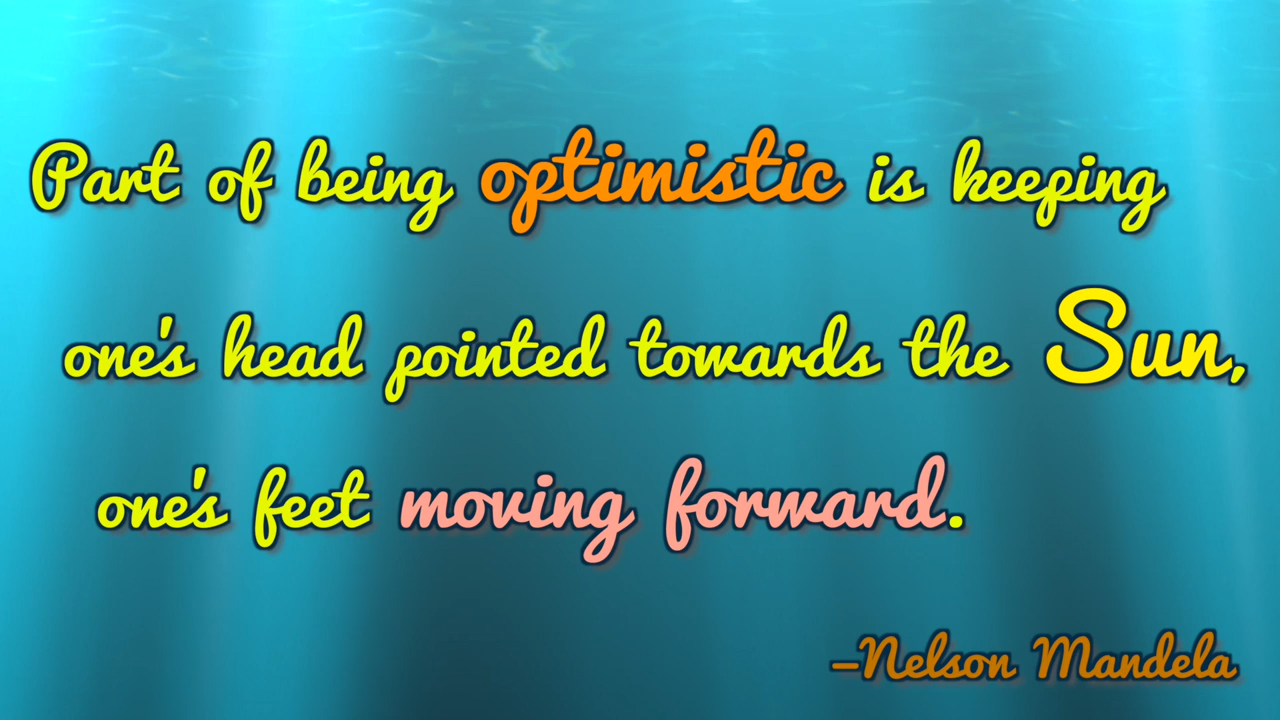 Part of being optimistic is keeping
one's head pointed towards the Sun,
one's feet moving forward.
–Nelson Mandela